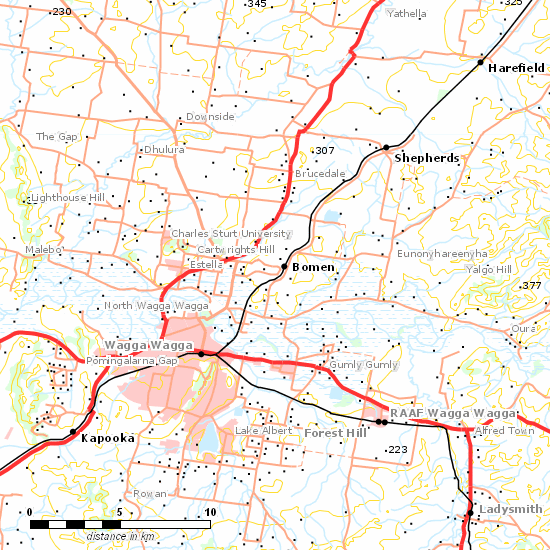 .345
.325
.230
Yathella
Harefield
Downside
The Gap
Dhulura
.307
Shepherds
Brucedale
Lighthouse Hill
Charles Sturt University
Malebo
Cartwrights Hill
Eunonyhareenyha
Estella
Bomen
Yalgo Hill
.377
North Wagga Wagga
Oura
Wagga Wagga
Pomingalarna Gap
Gumly Gumly
RAAF Wagga Wagga
Kapooka
Lake Albert
Forest Hill
Alfred Town
.223
Rowan
Ladysmith
0 5 10
distance in km